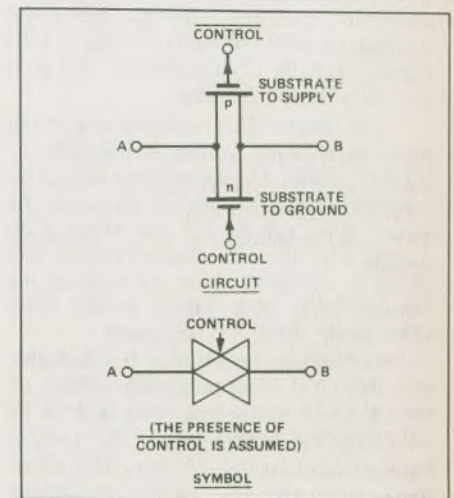 CONTROL
SUBSTRATE
TO SUPPLY
p
A
B
n
SUBSTRATE
TO GROUND
CONTROL
CIRCUIT
CONTROL
A
B
(THE PRESENCE OF
CONTROL IS ASSUMED)
SYMBOL